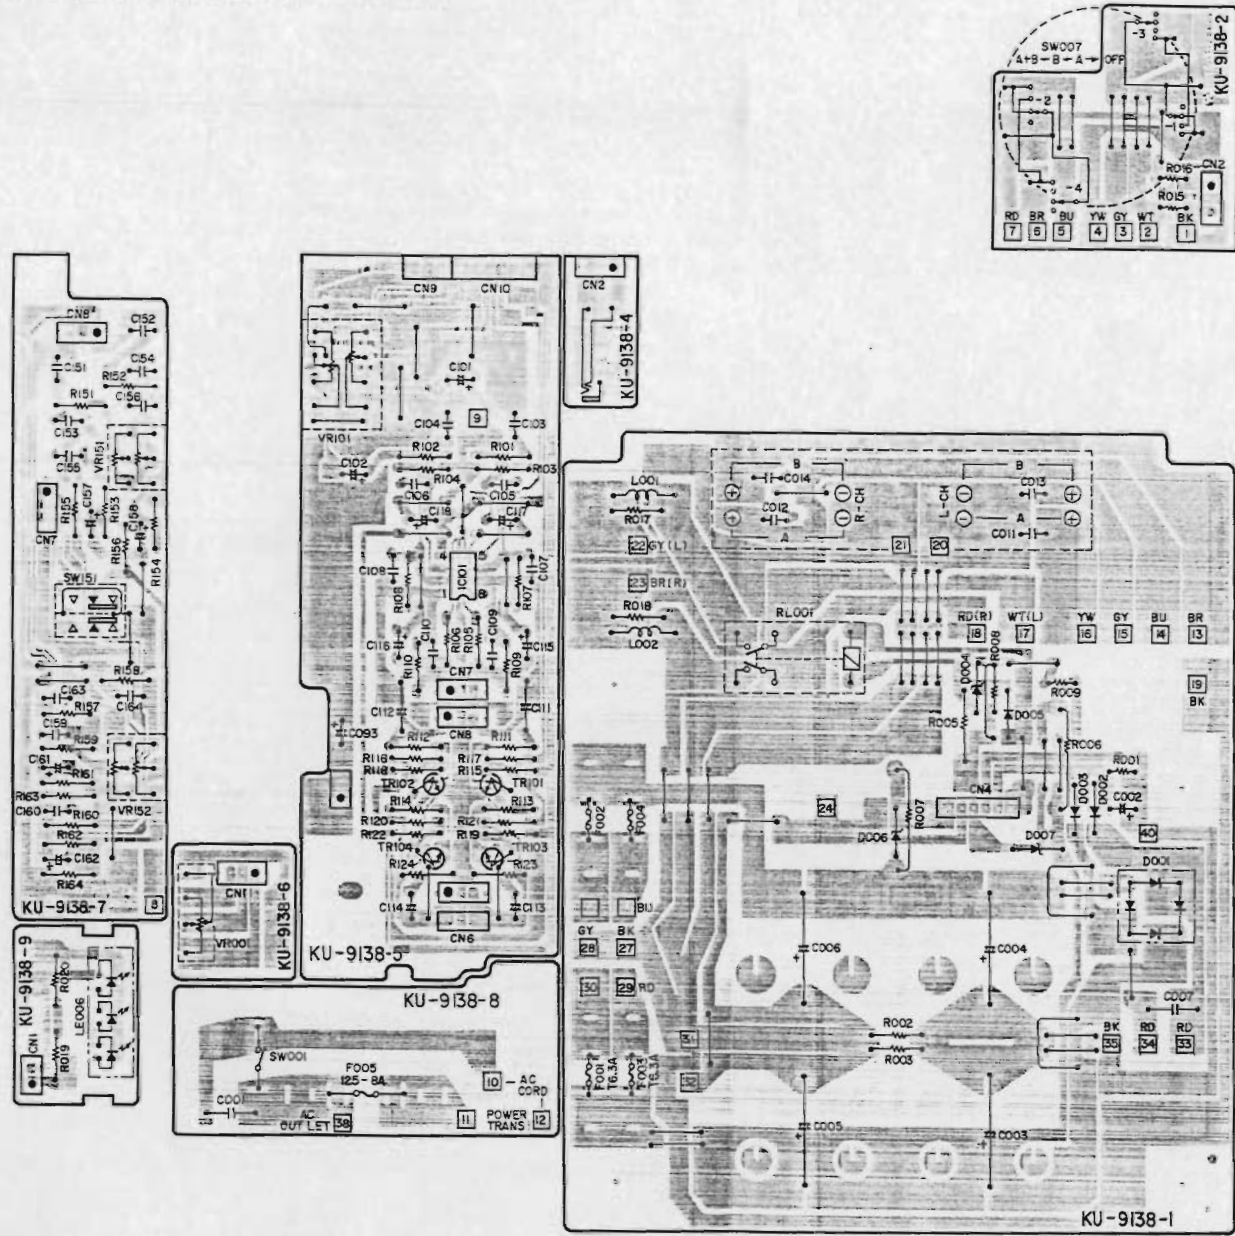 SW007
A+B-B-A- OFF
-3
-2
-1
-4
KU-9138-2
R016
CN2
R015
RD BR BU YW GY WT BK
7 6 5 4 3 2 1
CN8
C152
C151
C154
R152
R151
C156
C153
VR151
C155
R155
C157
R153
C158
R156
R154
CN7
SW151
R158
C163
R157
C164
C159
R159
C161
R161
R163
C160
VR152
R160
R162
C162
R164
KU-9138-7
8
KU-9138-9
R020
LE006
CN1
R019
CN1
VR001
KU-9138-6
CN9
CN10
C101
9
VR101
C104
C103
R102
R101
C102
R104
R103
C106
C105
C118
C117
4
5
IC101
1
8
C108
R108
R107
C107
C110
R106
R105
C109
C116
C115
R110
R109
CN7
C112
C111
CN8
C093
R112
R111
R116
R117
R118
R115
TR102
TR101
R114
R113
R120
R121
R122
R119
TR104
TR103
R124
R123
C114
C113
CN6
KU-9138-5
CN2
KU-9138-4
KU-9138-8
SW001
F005
125-8A
C001
AC
OUTLET 38
10 - AC
CORD
11
POWER
TRANS 12
L001
R017
B
C014
C012
A
R-CH
L-CH
B
C013
A
C011
22 GY(L)
21
20
23 BR(R)
R018
L002
RL001
RD(R)
18
WT(L)
17
YW
16
GY
15
BU
14
BR
13
19
BK
D004
R008
R009
R005
D005
R006
R001
D003
D002
C002
CN4
24
F002
F004
D006
R007
D007
40
D001
BU
GY
28
BK
27
30
29 RD
C006
C004
C007
R002
R003
BK
35
RD
34
RD
33
31
32
F001
T6.3A
F003
T6.3A
C005
C003
KU-9138-1